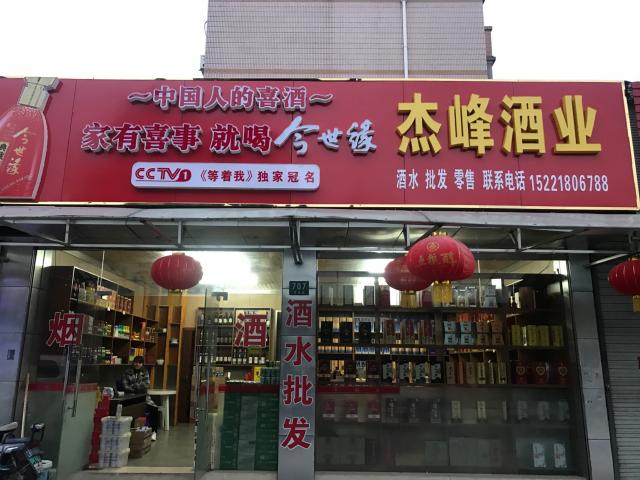 ～中国人的喜酒～
家有喜事 就喝今世缘
CCTV1 《等着我》独家冠名
杰峰酒业
酒水 批发 零售 联系电话 15221806788
今世缘
707
烟
酒
酒水批发